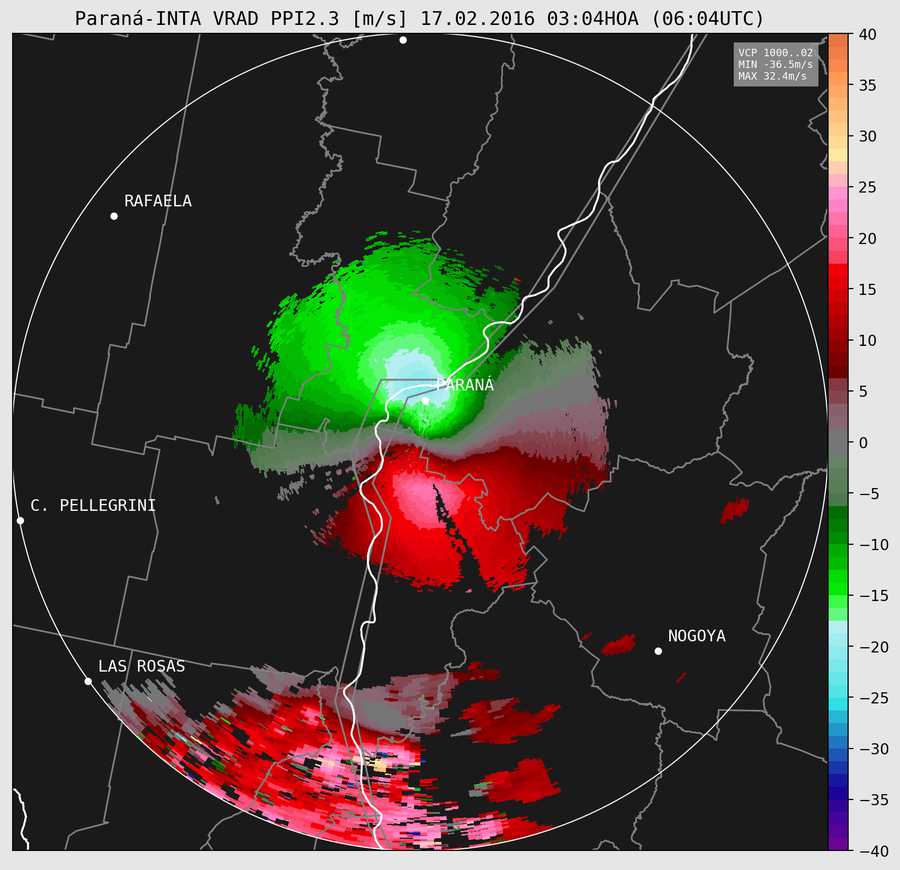 Paraná-INTA VRAD PPI2.3 [m/s] 17.02.2016 03:04HOA (06:04UTC)
VCP 1000..02
MIN -36.5m/s
MAX 32.4m/s
40
35
30
25
20
15
10
5
0
−5
−10
−15
−20
−25
−30
−35
−40
RAFAELA
PARANÁ
C. PELLEGRINI
NOGOYA
LAS ROSAS